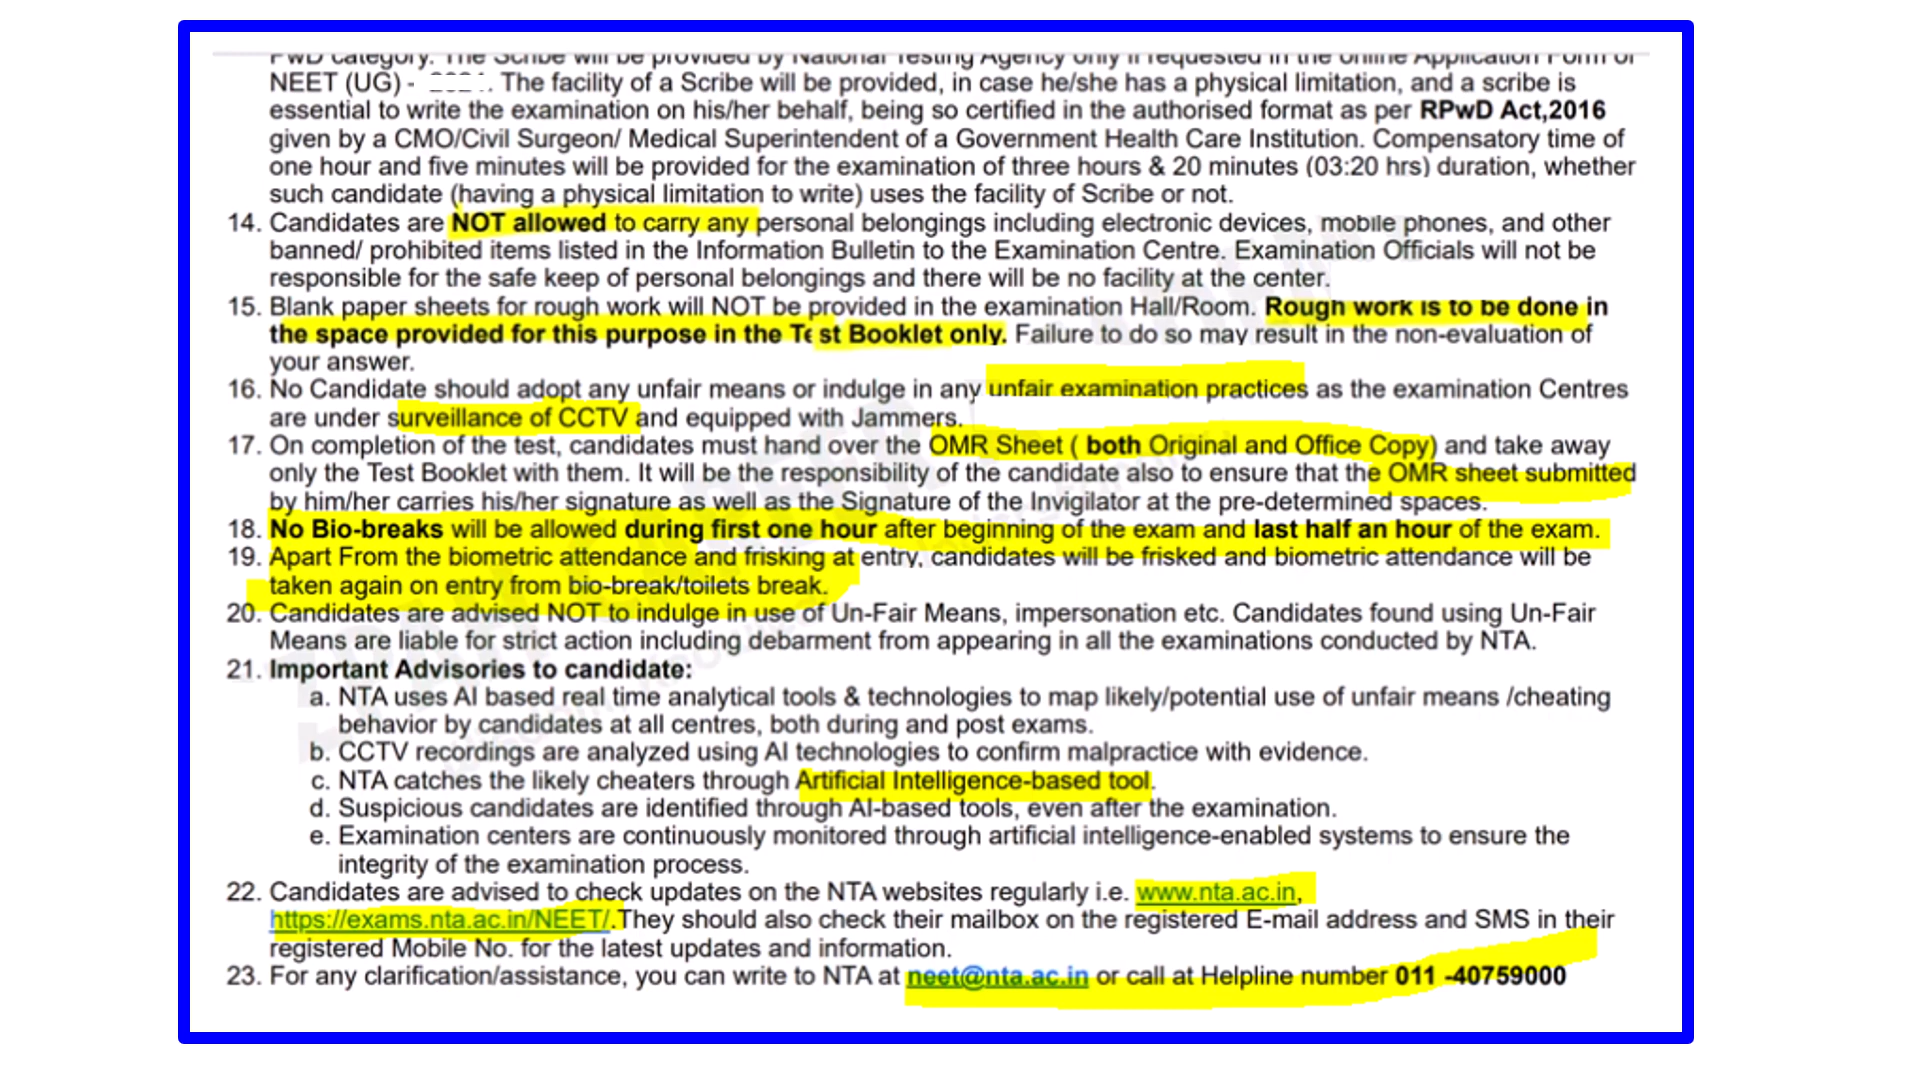 PwD category. The Scribe will be provided by National Testing Agency only if requested in the online Application Form of
NEET (UG) - . The facility of a Scribe will be provided, in case he/she has a physical limitation, and a scribe is
essential to write the examination on his/her behalf, being so certified in the authorised format as per RPwD Act,2016
given by a CMO/Civil Surgeon/ Medical Superintendent of a Government Health Care Institution. Compensatory time of
one hour and five minutes will be provided for the examination of three hours & 20 minutes (03:20 hrs) duration, whether
such candidate (having a physical limitation to write) uses the facility of Scribe or not.
14. Candidates are NOT allowed to carry any personal belongings including electronic devices, mobile phones, and other
banned/ prohibited items listed in the Information Bulletin to the Examination Centre. Examination Officials will not be
responsible for the safe keep of personal belongings and there will be no facility at the center.
15. Blank paper sheets for rough work will NOT be provided in the examination Hall/Room. Rough work is to be done in
the space provided for this purpose in the Test Booklet only. Failure to do so may result in the non-evaluation of
your answer.
16. No Candidate should adopt any unfair means or indulge in any unfair examination practices as the examination Centres
are under surveillance of CCTV and equipped with Jammers.
17. On completion of the test, candidates must hand over the OMR Sheet ( both Original and Office Copy) and take away
only the Test Booklet with them. It will be the responsibility of the candidate also to ensure that the OMR sheet submitted
by him/her carries his/her signature as well as the Signature of the Invigilator at the pre-determined spaces.
18. No Bio-breaks will be allowed during first one hour after beginning of the exam and last half an hour of the exam.
19. Apart From the biometric attendance and frisking at entry, candidates will be frisked and biometric attendance will be
taken again on entry from bio-break/toilets break.
20. Candidates are advised NOT to indulge in use of Un-Fair Means, impersonation etc. Candidates found using Un-Fair
Means are liable for strict action including debarment from appearing in all the examinations conducted by NTA.
21. Important Advisories to candidate:
a. NTA uses AI based real time analytical tools & technologies to map likely/potential use of unfair means /cheating
behavior by candidates at all centres, both during and post exams.
b. CCTV recordings are analyzed using AI technologies to confirm malpractice with evidence.
c. NTA catches the likely cheaters through Artificial Intelligence-based tool.
d. Suspicious candidates are identified through AI-based tools, even after the examination.
e. Examination centers are continuously monitored through artificial intelligence-enabled systems to ensure the
integrity of the examination process.
22. Candidates are advised to check updates on the NTA websites regularly i.e. www.nta.ac.in,
https://exams.nta.ac.in/NEET/.They should also check their mailbox on the registered E-mail address and SMS in their
registered Mobile No. for the latest updates and information.
23. For any clarification/assistance, you can write to NTA at neet@nta.ac.in or call at Helpline number 011 -40759000